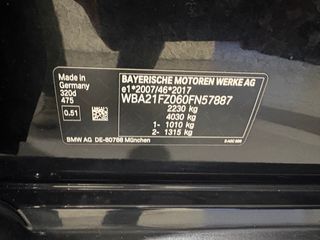 Made in
Germany
320d
475
0.51
BAYERISCHE MOTOREN WERKE AG
e1*2007/46*2017
WBA21FZ060FN57887
2230 kg
4030 kg
1- 1010 kg
2- 1315 kg
BMW AG DE-80788 München